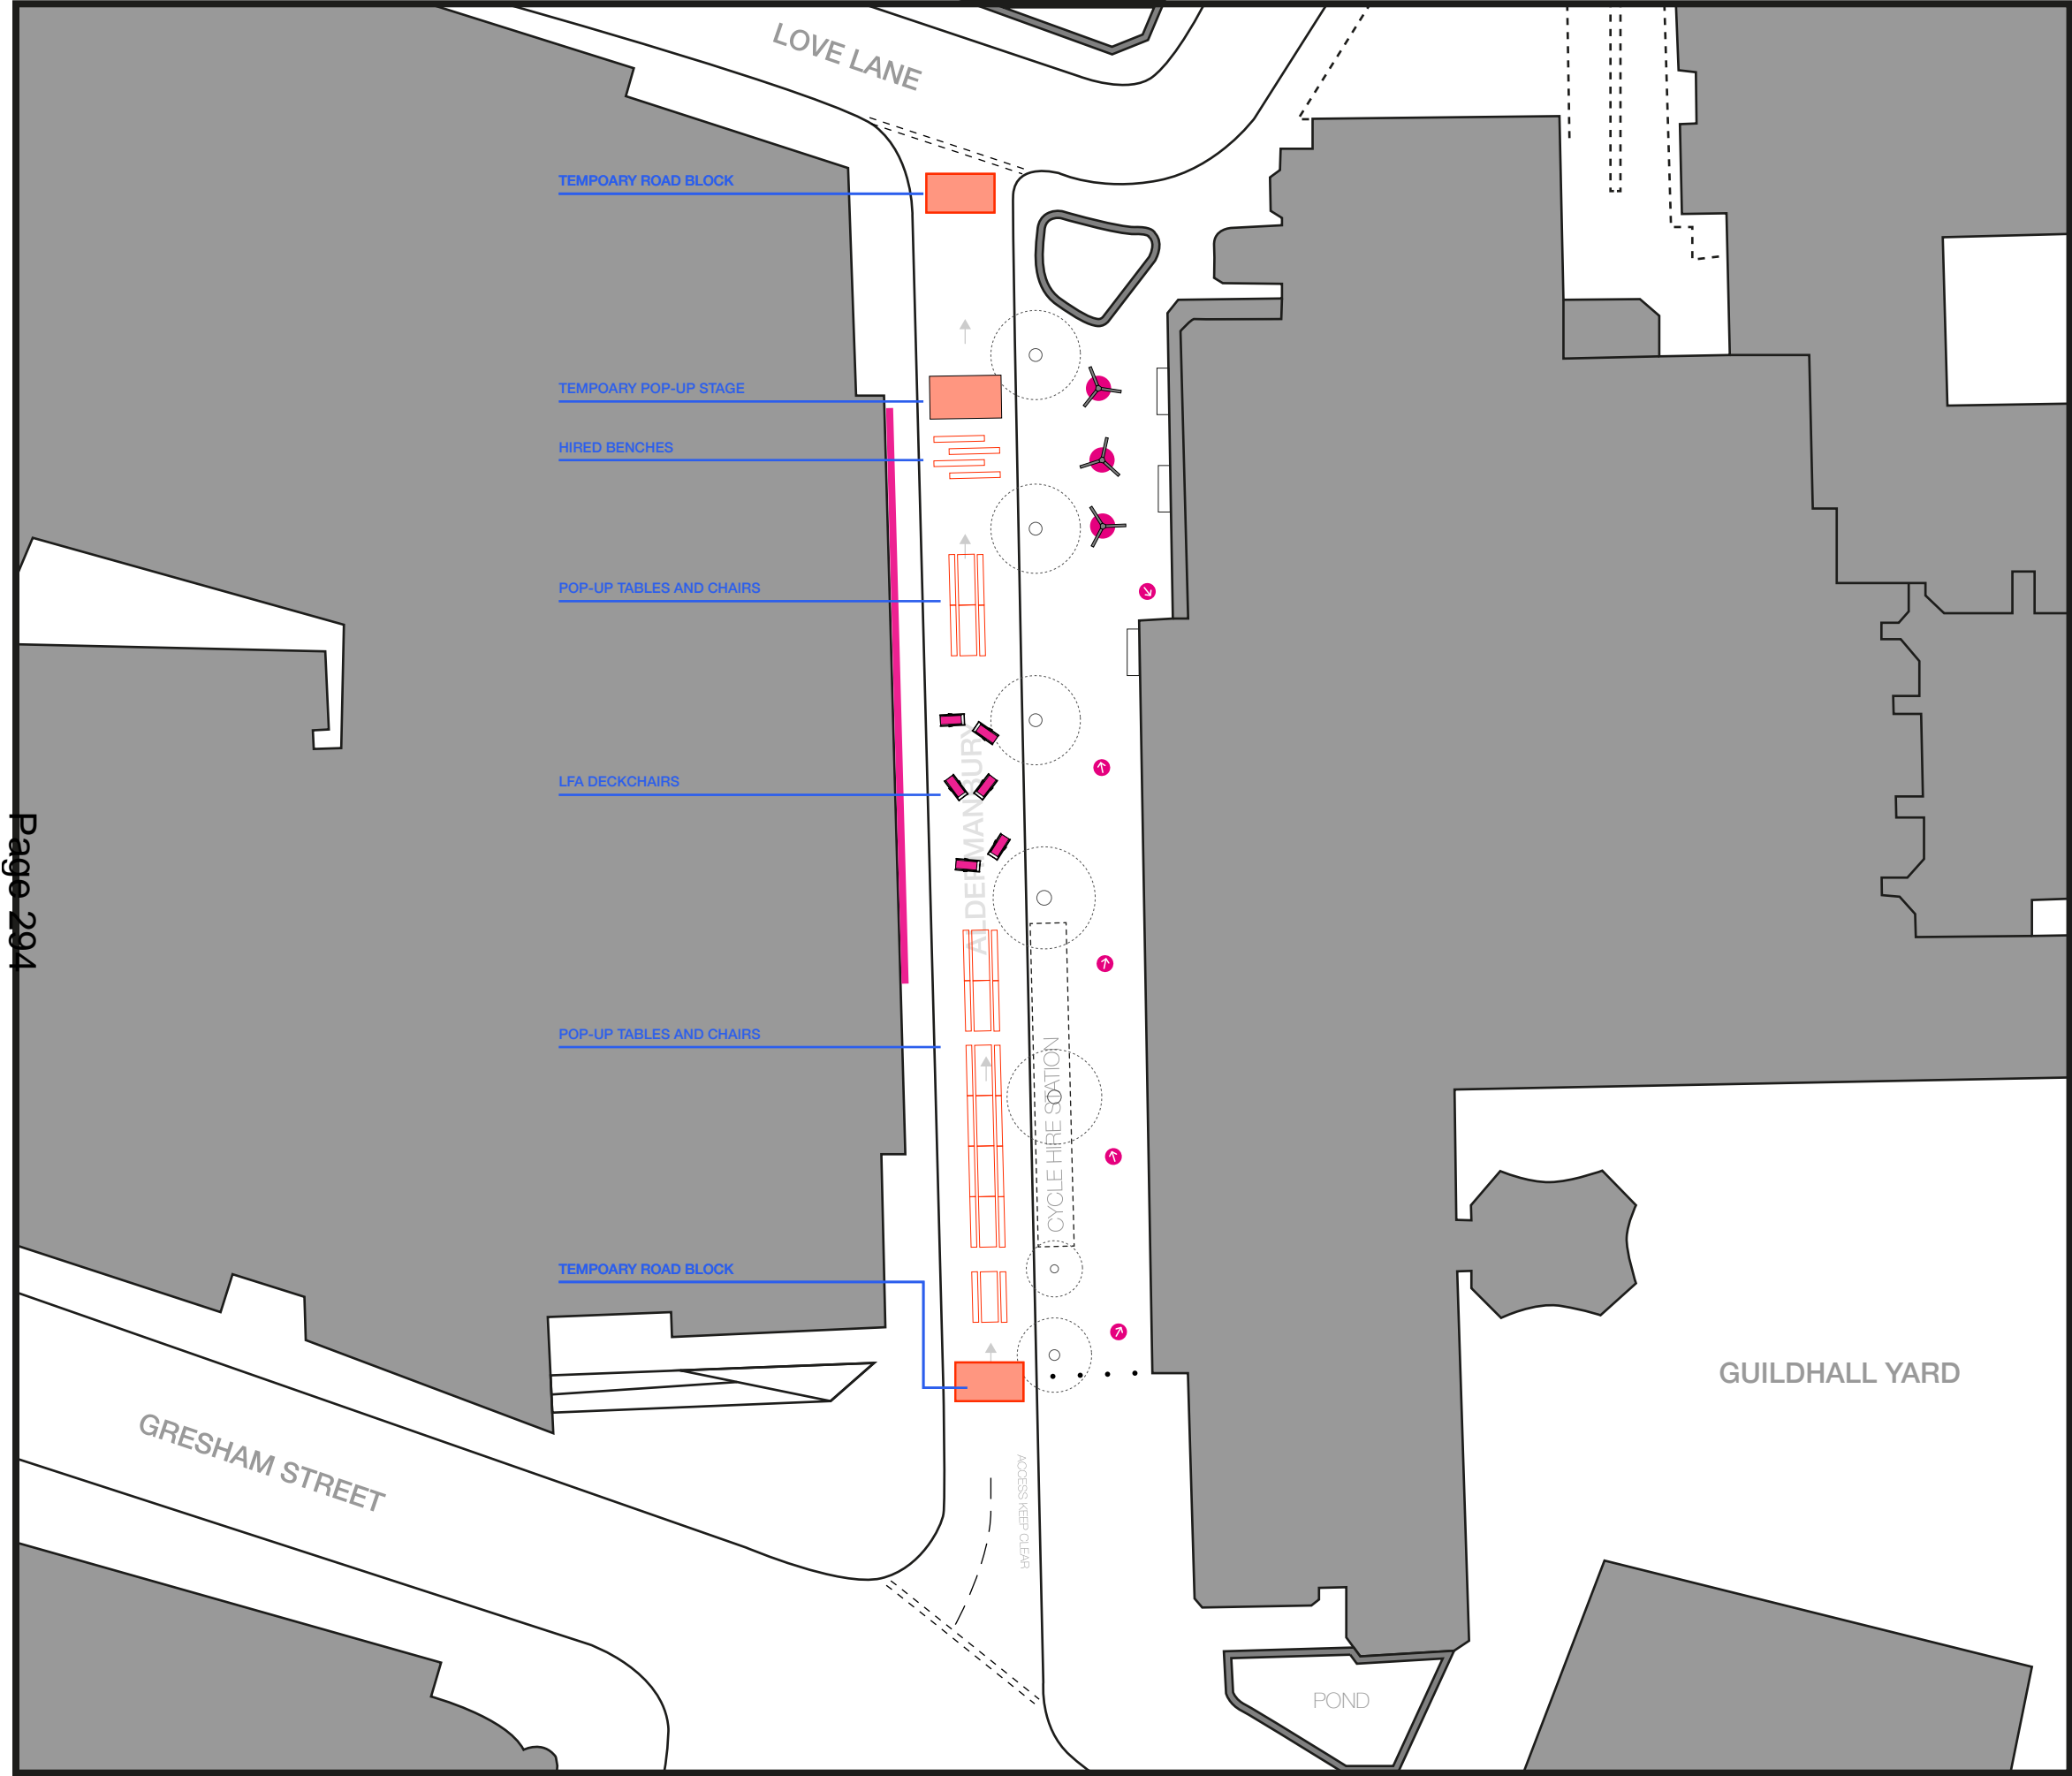 LOVE LANE
TEMPOARY ROAD BLOCK
TEMPOARY POP-UP STAGE
HIRED BENCHES
POP-UP TABLES AND CHAIRS
LFA DECKCHAIRS
ALDERMANBURY
Page 294
POP-UP TABLES AND CHAIRS
CYCLE HIRE STATION
TEMPOARY ROAD BLOCK
GUILDHALL YARD
GRESHAM STREET
ACCESS KEEP CLEAR
POND